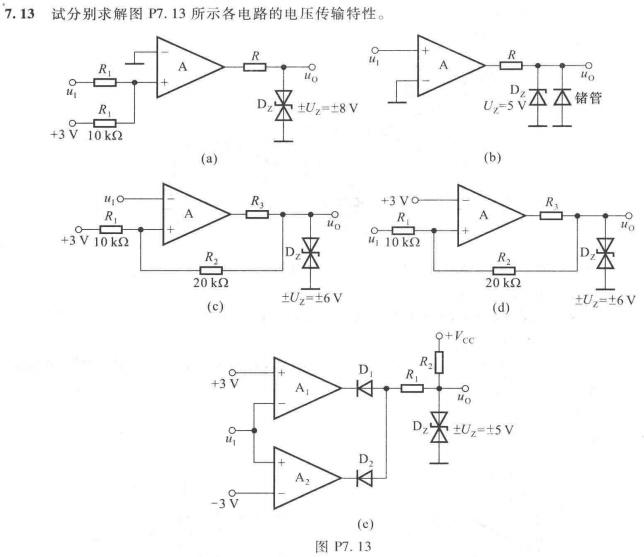 7.13 试分别求解图 P7.13 所示各电路的电压传输特性。
R₁
uI
R₁
+3 V 10 kΩ
−
A
+
R
uO
DZ ±UZ=±8 V
(a)
uI
+
A
−
R
uO
DZ
UZ=5 V
锗管
(b)
uI
R₁
+3 V 10 kΩ
−
A
+
R₃
uO
R₂
20 kΩ
DZ
±UZ=±6 V
(c)
+3 V
R₁
uI 10 kΩ
−
A
+
R₃
uO
R₂
20 kΩ
DZ
±UZ=±6 V
(d)
+VCC
R₂
+3 V
+
A₁
−
D₁
R₁
uO
uI
DZ ±UZ=±5 V
+
A₂
−
D₂
−3 V
(e)
图 P7.13